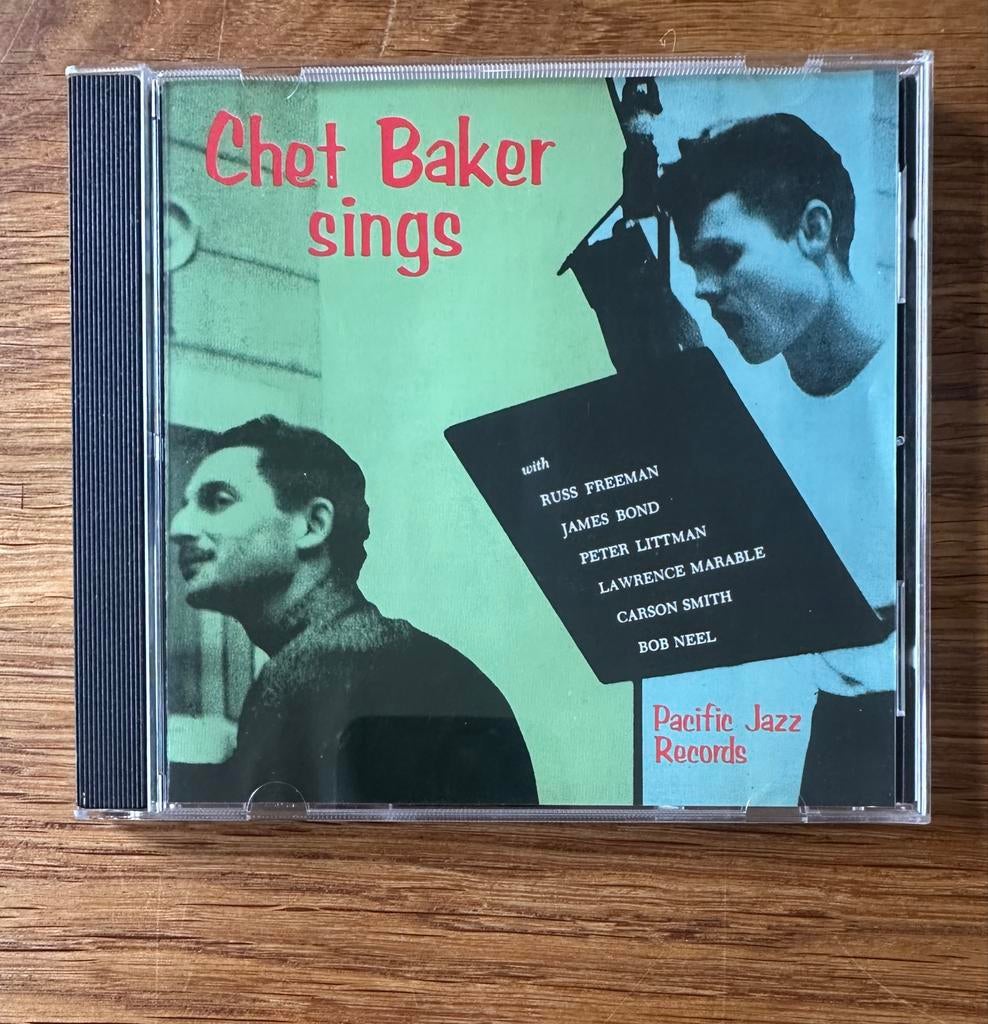 Chet Baker
sings
with
RUSS FREEMAN
JAMES BOND
PETER LITTMAN
LAWRENCE MARABLE
CARSON SMITH
BOB NEEL
Pacific Jazz
Records